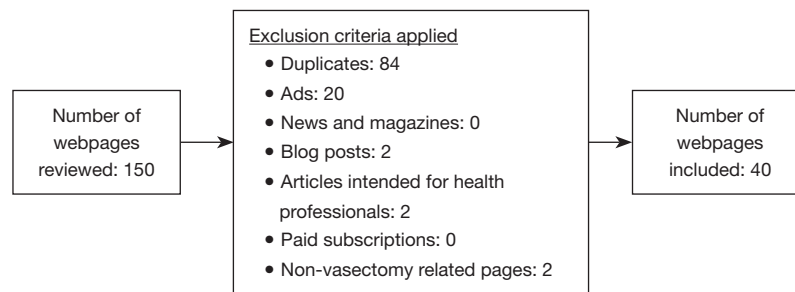 Number of
webpages
reviewed: 150
Exclusion criteria applied
• Duplicates: 84
• Ads: 20
• News and magazines: 0
• Blog posts: 2
• Articles intended for health
professionals: 2
• Paid subscriptions: 0
• Non-vasectomy related pages: 2
Number of
webpages
included: 40